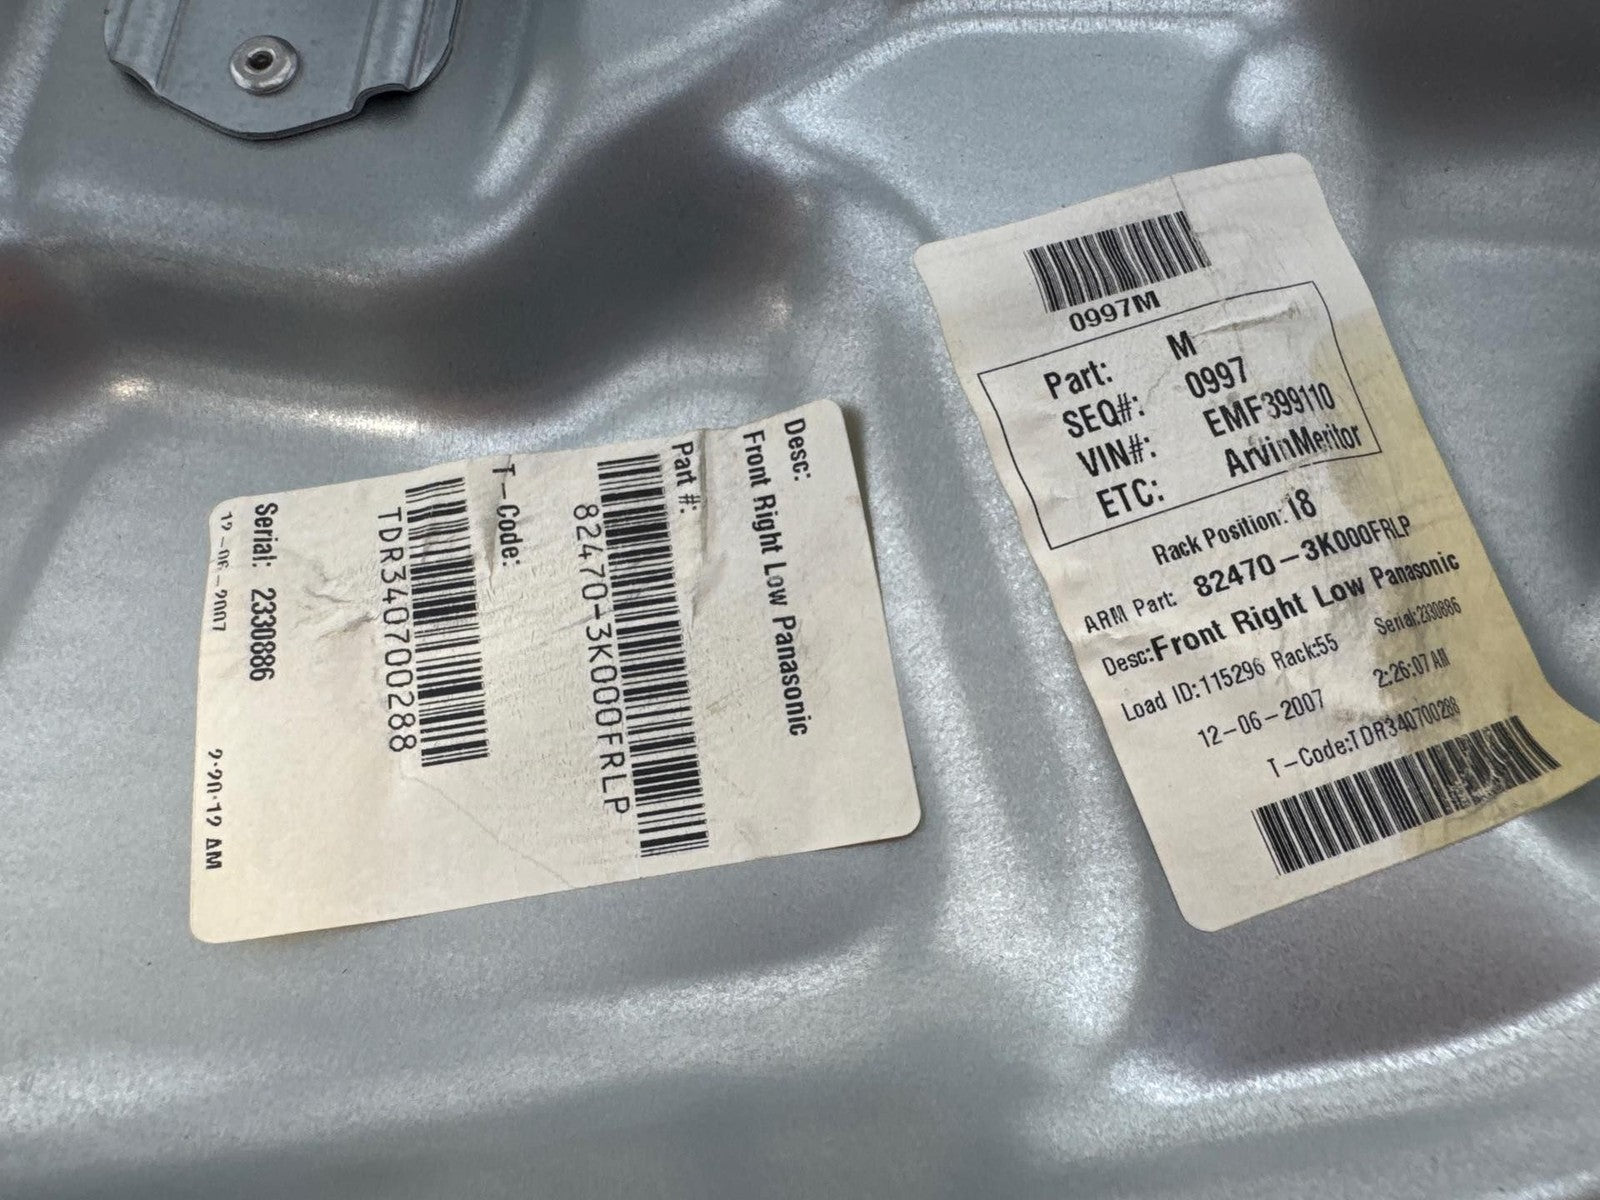 Desc:
Front Right Low Panasonic
Part #:
82470-3K000FRLP
T-Code:
TDR340700288
Serial: 2330886
12-06-2007
AM
0997M
Part: M
SEQ#: 0997
VIN#: EMF399110
ETC: ArvinMeritor
Rack Position: 18
ARM Part: 82470-3K000FRLP
Desc:Front Right Low Panasonic
Load ID:115296 Rack:55 Serial:2330886
12-06-2007 2:26:07 AM
T-Code:TDR340700288